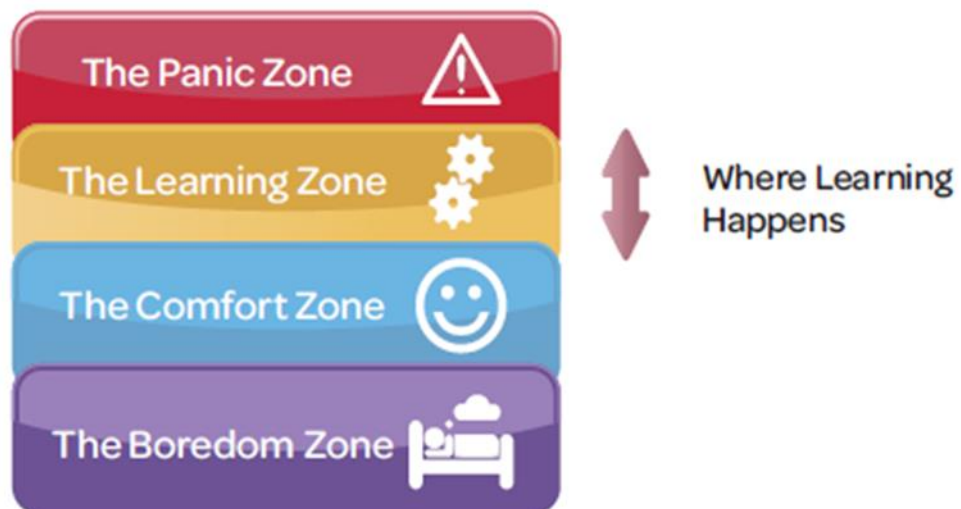 The Panic Zone
The Learning Zone
Where Learning
Happens
The Comfort Zone
The Boredom Zone